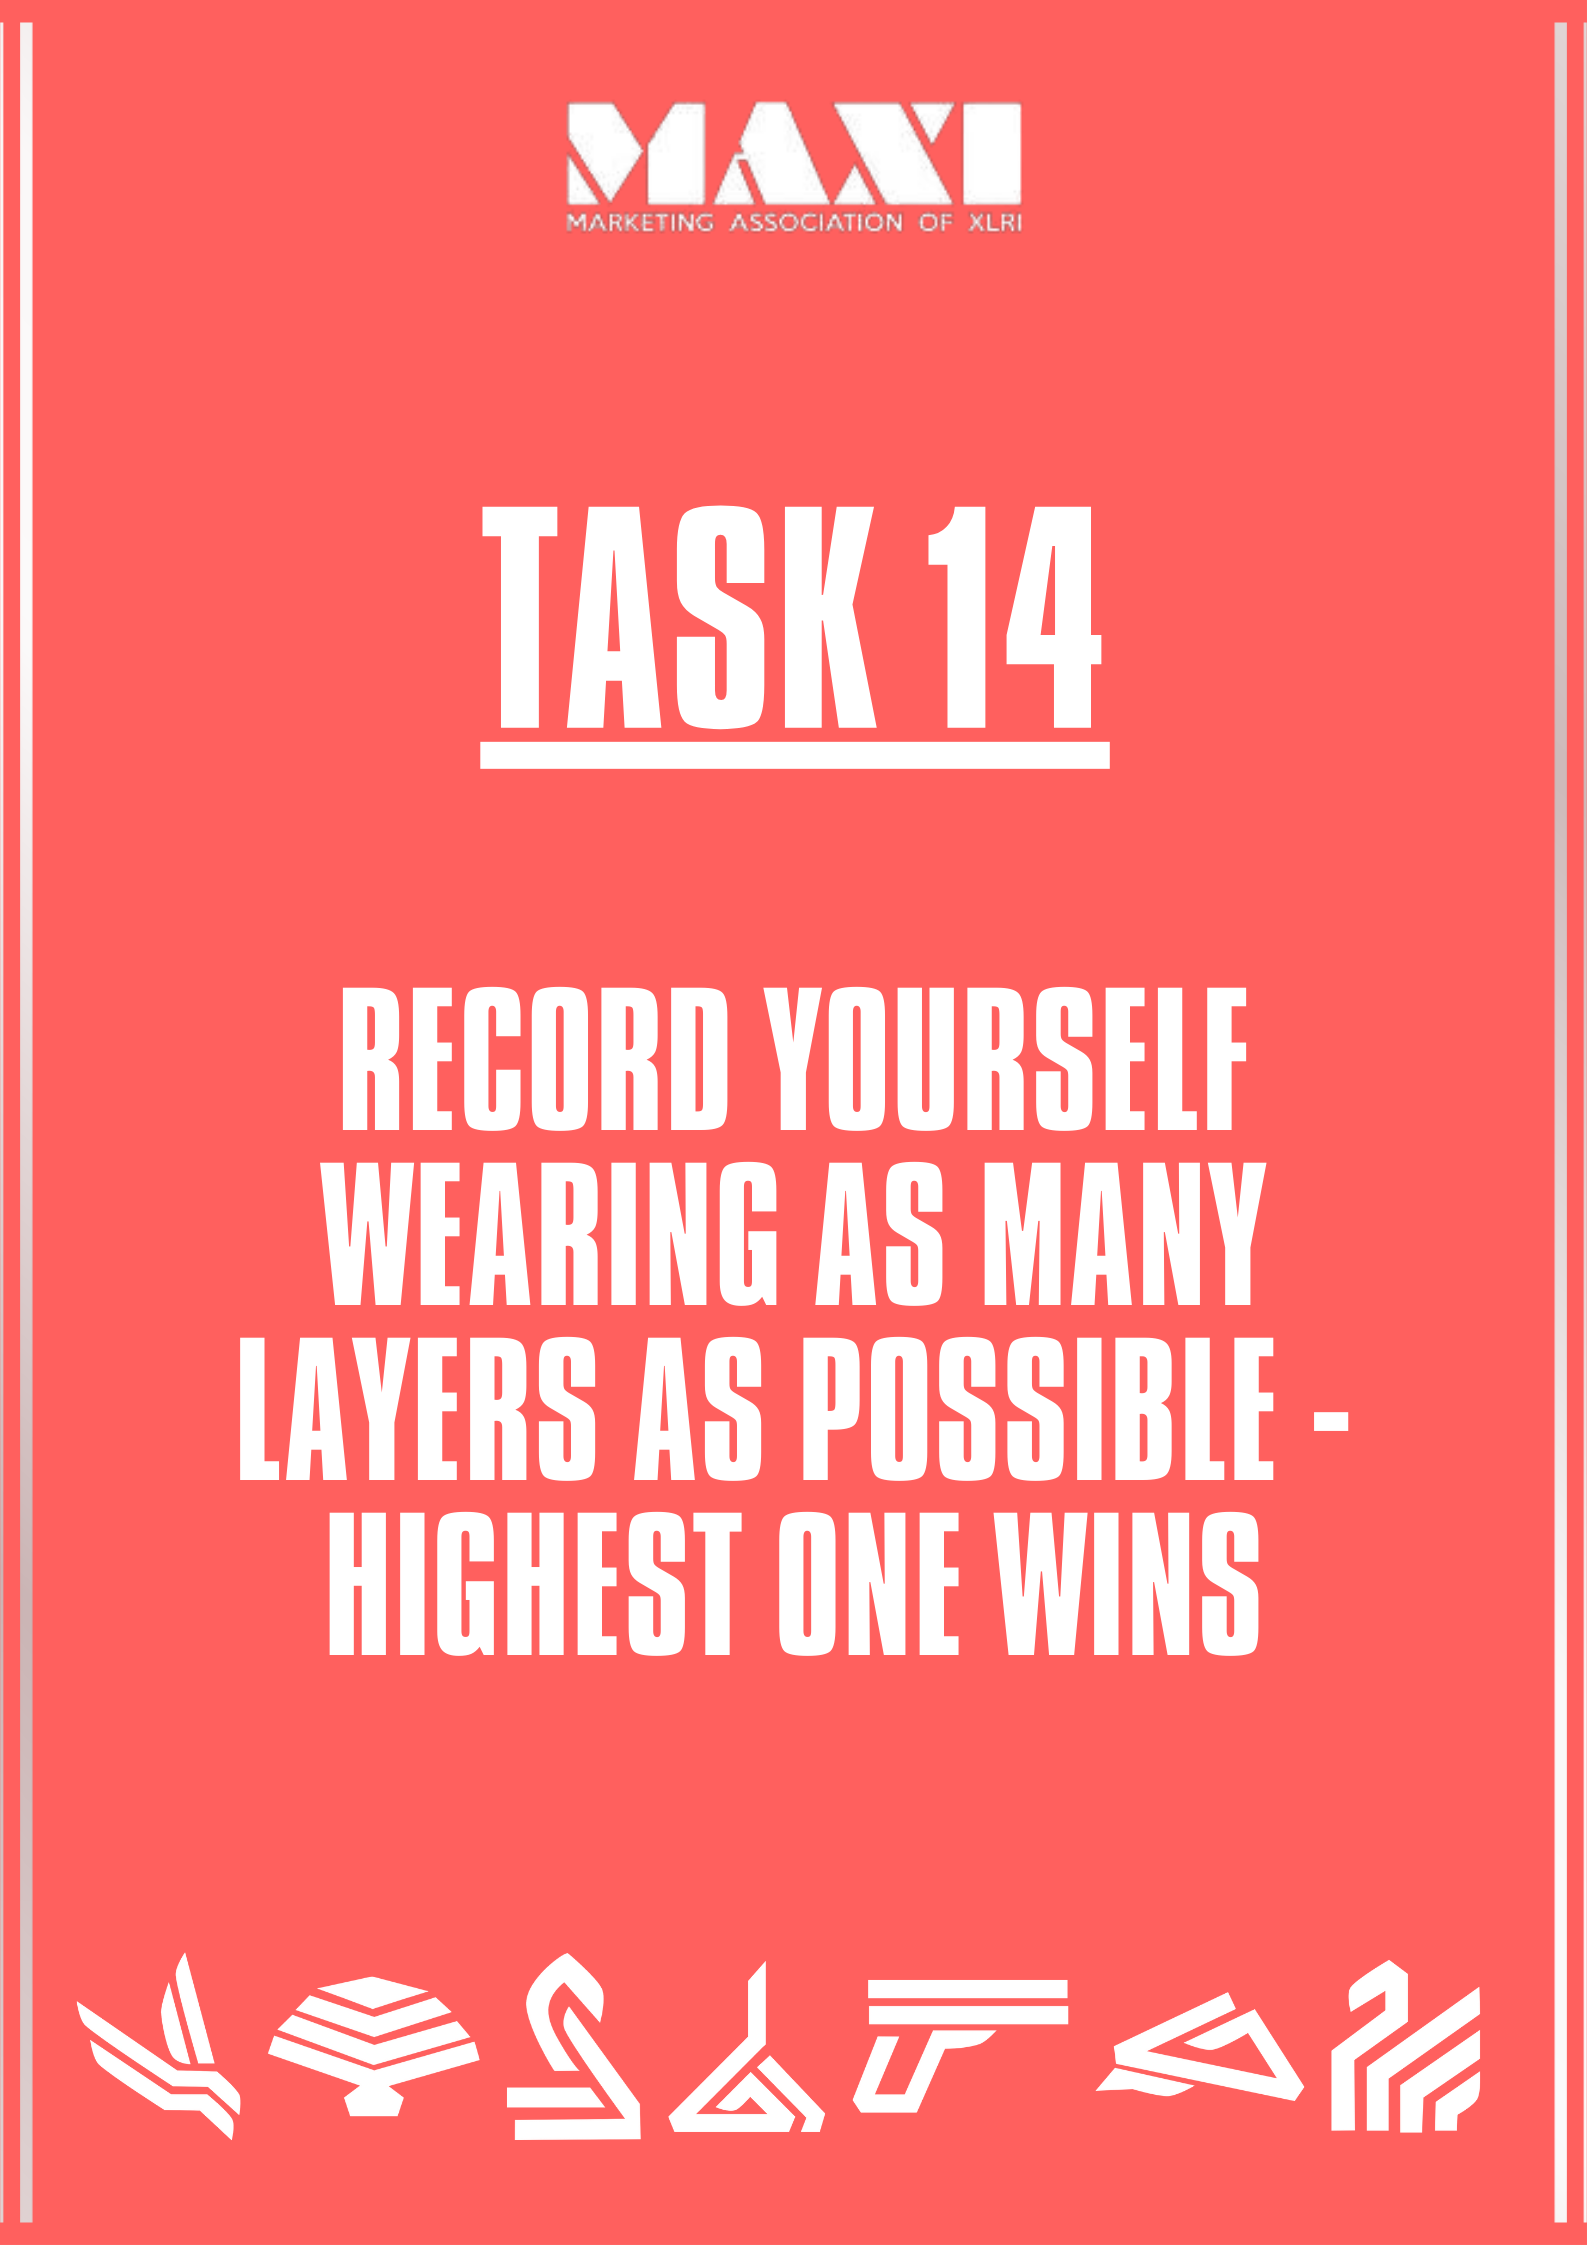 MAXI
MARKETING ASSOCIATION OF XLRI
TASK 14
RECORD YOURSELF
WEARING AS MANY
LAYERS AS POSSIBLE -
HIGHEST ONE WINS